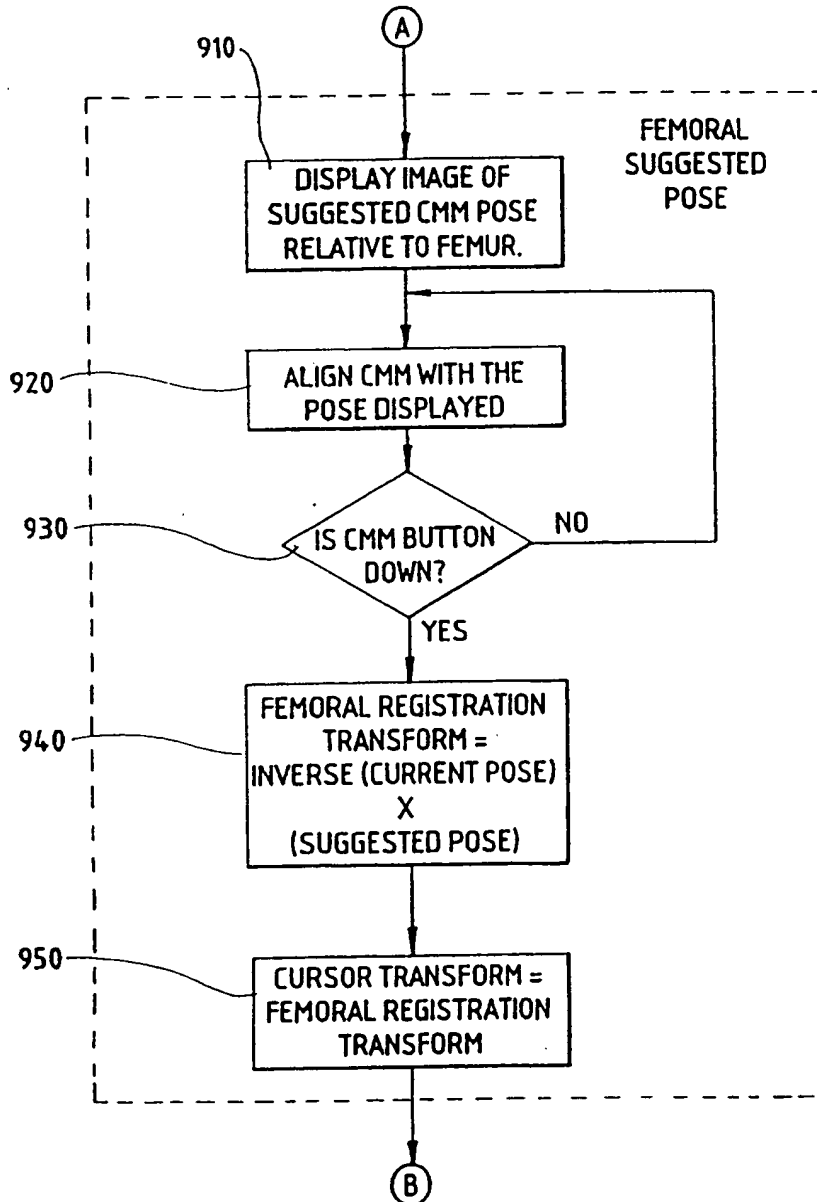 A
910
FEMORAL
SUGGESTED
POSE
DISPLAY IMAGE OF
SUGGESTED CMM POSE
RELATIVE TO FEMUR.
920
ALIGN CMM WITH THE
POSE DISPLAYED
930
IS CMM BUTTON
DOWN?
NO
YES
940
FEMORAL REGISTRATION
TRANSFORM =
INVERSE (CURRENT POSE)
X
(SUGGESTED POSE)
950
CURSOR TRANSFORM =
FEMORAL REGISTRATION
TRANSFORM
B